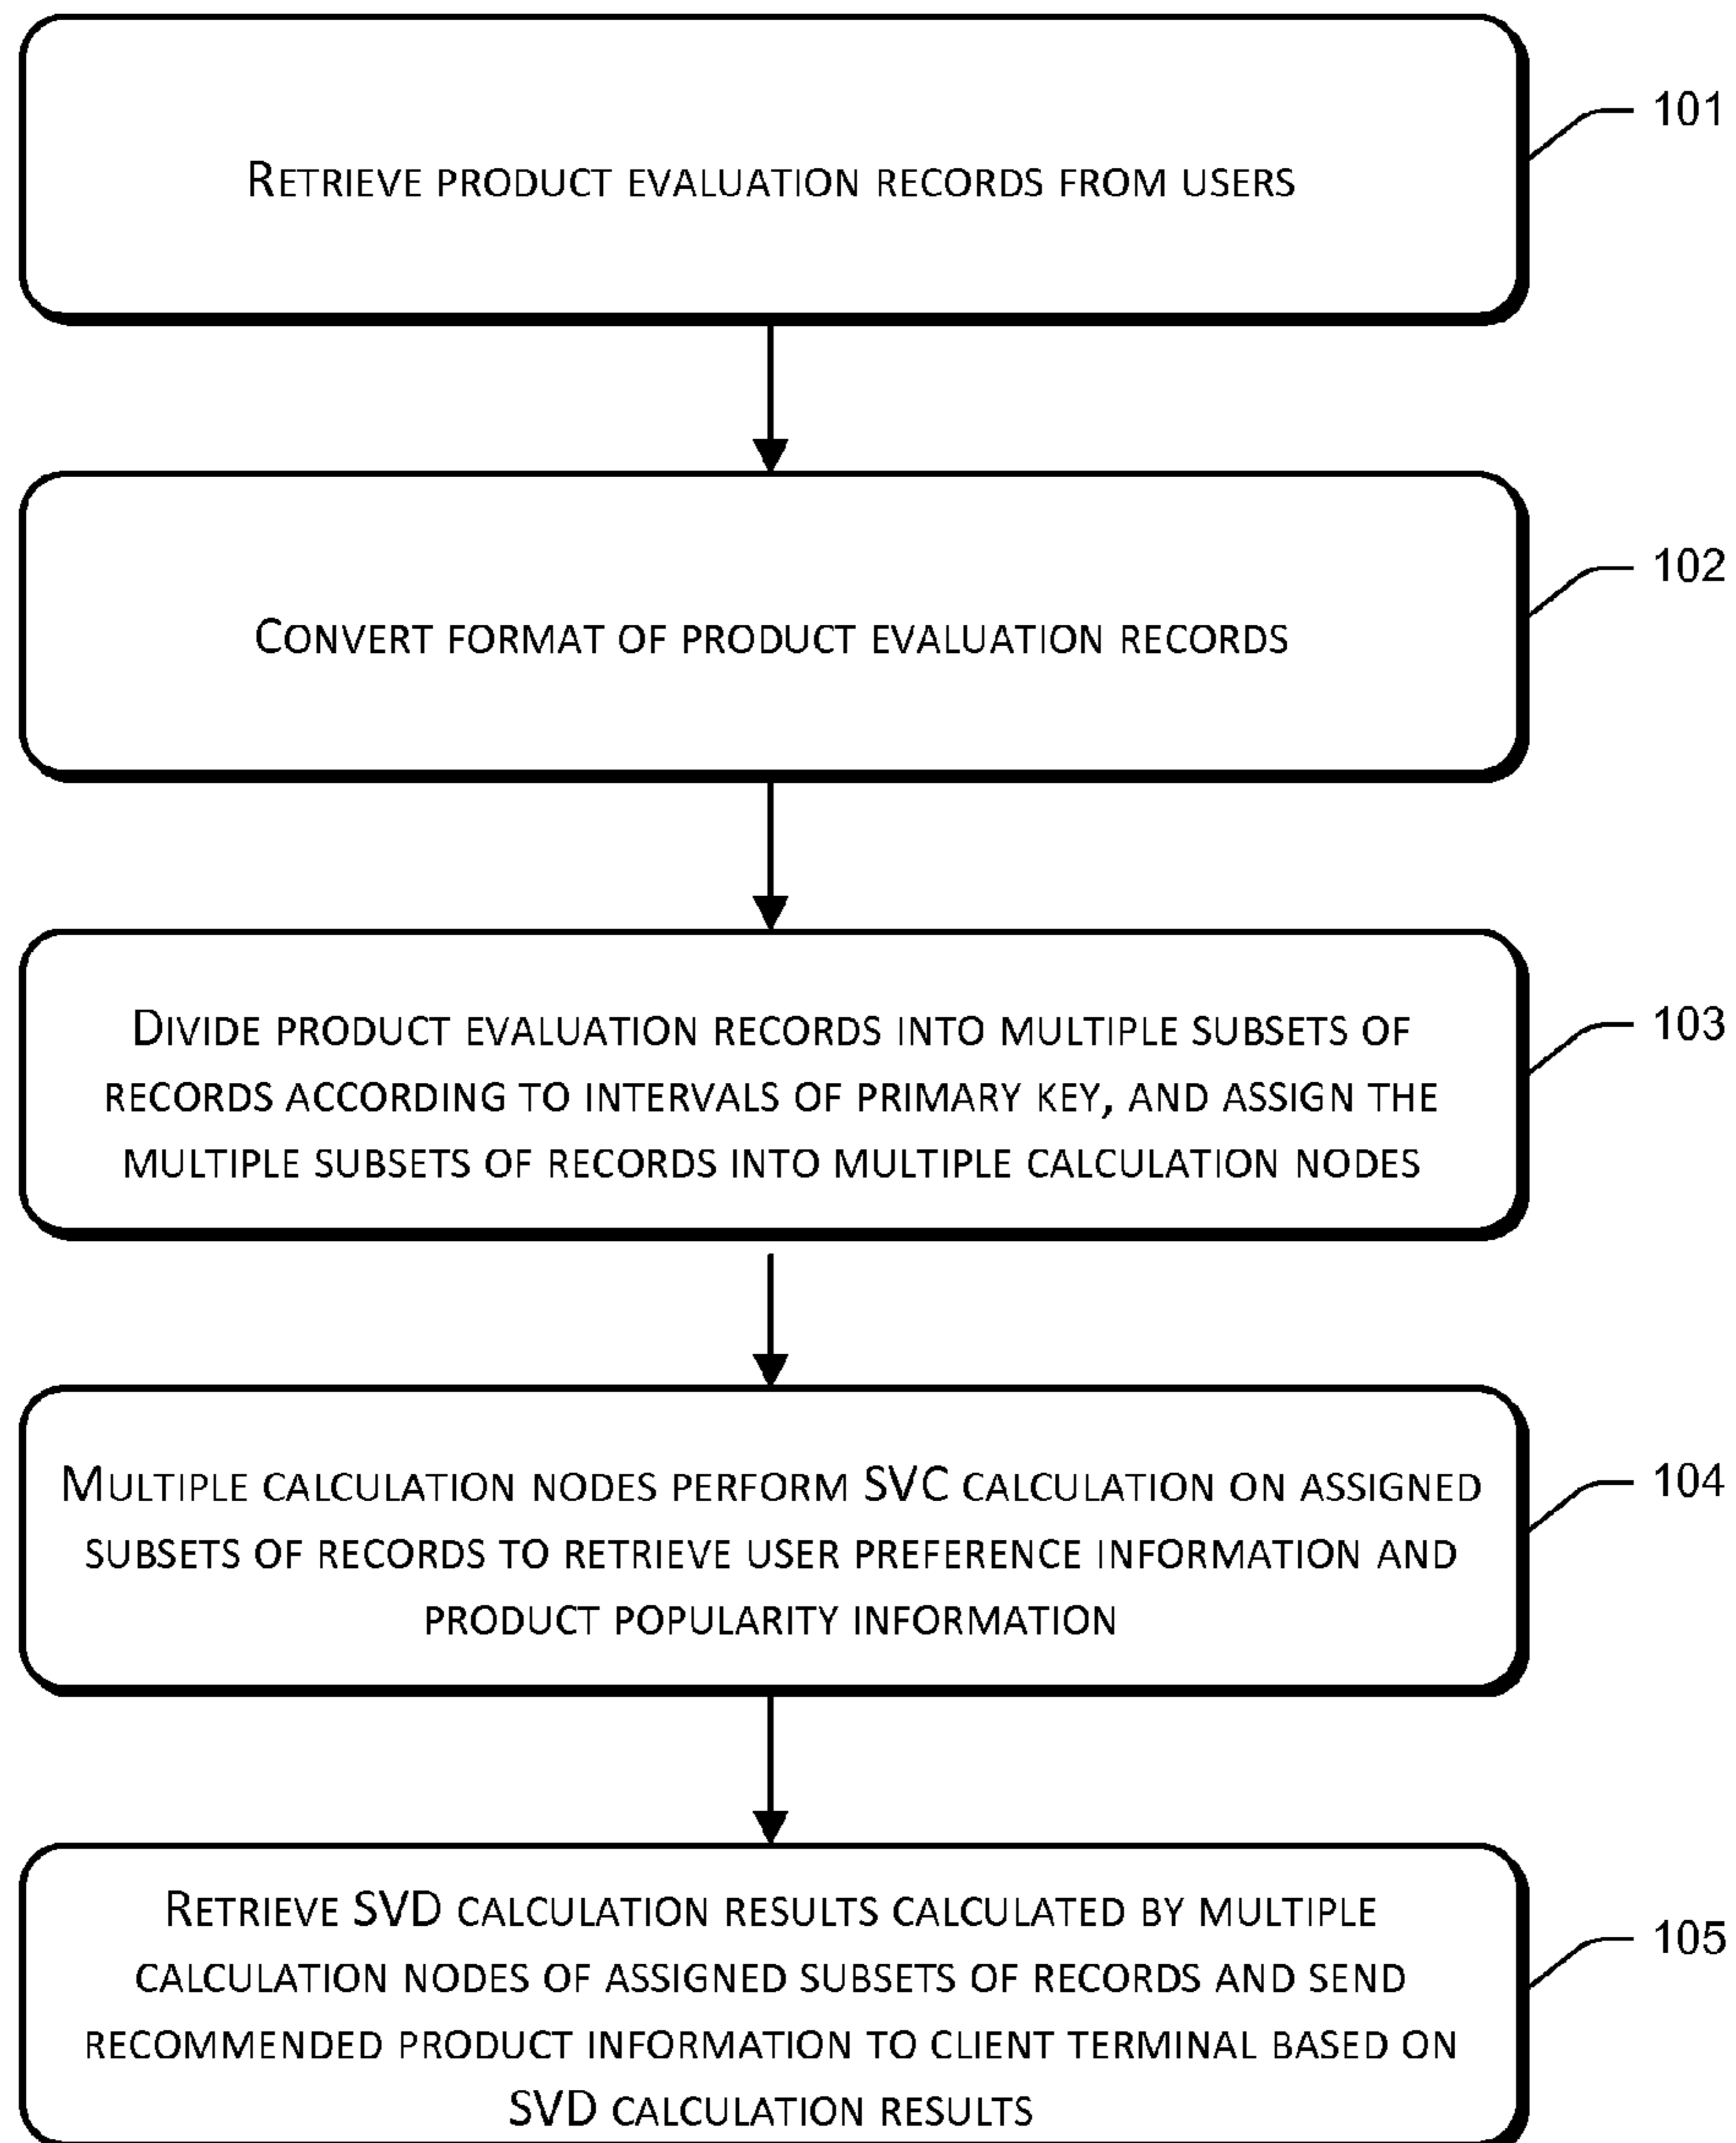 RETRIEVE PRODUCT EVALUATION RECORDS FROM USERS
101
CONVERT FORMAT OF PRODUCT EVALUATION RECORDS
102
DIVIDE PRODUCT EVALUATION RECORDS INTO MULTIPLE SUBSETS OF
RECORDS ACCORDING TO INTERVALS OF PRIMARY KEY, AND ASSIGN THE
MULTIPLE SUBSETS OF RECORDS INTO MULTIPLE CALCULATION NODES
103
MULTIPLE CALCULATION NODES PERFORM SVC CALCULATION ON ASSIGNED
SUBSETS OF RECORDS TO RETRIEVE USER PREFERENCE INFORMATION AND
PRODUCT POPULARITY INFORMATION
104
RETRIEVE SVD CALCULATION RESULTS CALCULATED BY MULTIPLE
CALCULATION NODES OF ASSIGNED SUBSETS OF RECORDS AND SEND
RECOMMENDED PRODUCT INFORMATION TO CLIENT TERMINAL BASED ON
SVD CALCULATION RESULTS
105